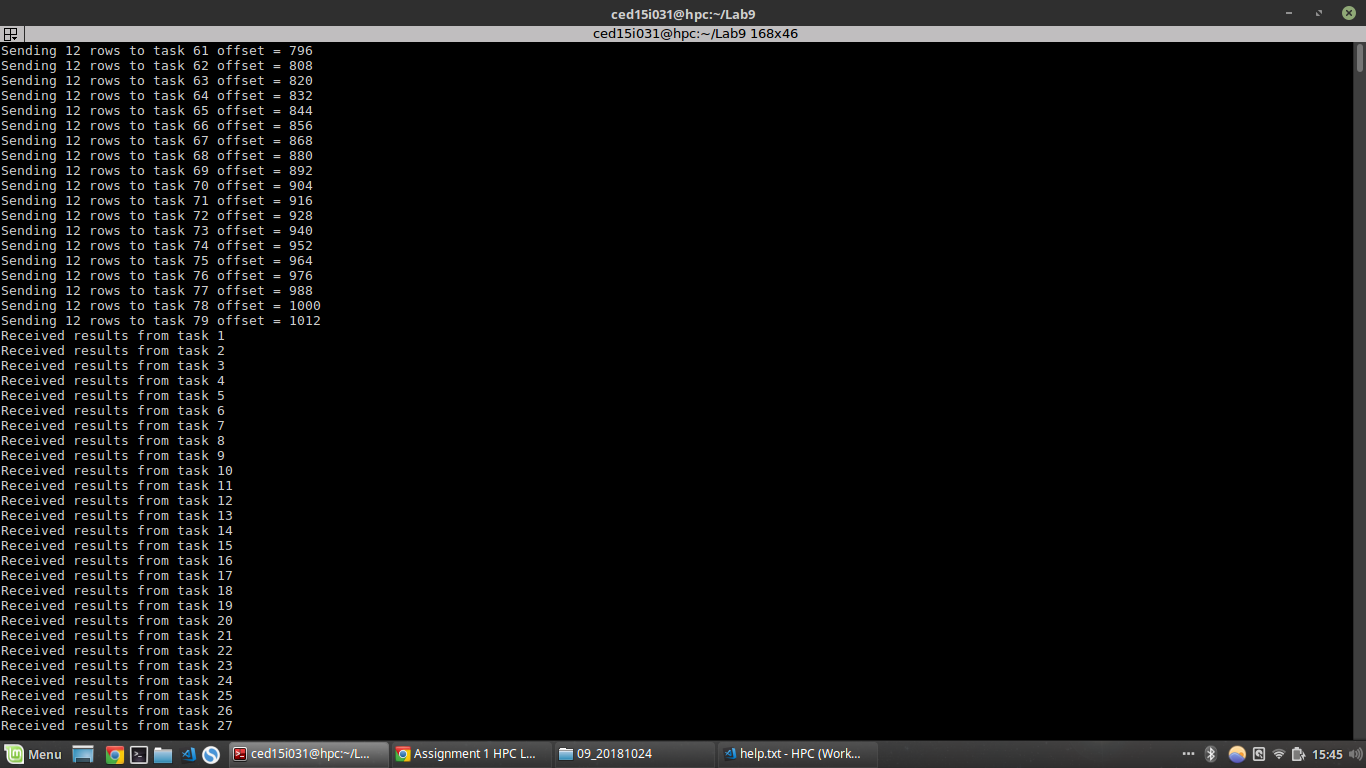 ced15i031@hpc:~/Lab9
ced15i031@hpc:~/Lab9 168x46
Sending 12 rows to task 61 offset = 796
Sending 12 rows to task 62 offset = 808
Sending 12 rows to task 63 offset = 820
Sending 12 rows to task 64 offset = 832
Sending 12 rows to task 65 offset = 844
Sending 12 rows to task 66 offset = 856
Sending 12 rows to task 67 offset = 868
Sending 12 rows to task 68 offset = 880
Sending 12 rows to task 69 offset = 892
Sending 12 rows to task 70 offset = 904
Sending 12 rows to task 71 offset = 916
Sending 12 rows to task 72 offset = 928
Sending 12 rows to task 73 offset = 940
Sending 12 rows to task 74 offset = 952
Sending 12 rows to task 75 offset = 964
Sending 12 rows to task 76 offset = 976
Sending 12 rows to task 77 offset = 988
Sending 12 rows to task 78 offset = 1000
Sending 12 rows to task 79 offset = 1012
Received results from task 1
Received results from task 2
Received results from task 3
Received results from task 4
Received results from task 5
Received results from task 6
Received results from task 7
Received results from task 8
Received results from task 9
Received results from task 10
Received results from task 11
Received results from task 12
Received results from task 13
Received results from task 14
Received results from task 15
Received results from task 16
Received results from task 17
Received results from task 18
Received results from task 19
Received results from task 20
Received results from task 21
Received results from task 22
Received results from task 23
Received results from task 24
Received results from task 25
Received results from task 26
Received results from task 27
Menu ced15i031@hpc:~/L... Assignment 1 HPC L... 09_20181024 help.txt - HPC (Work... 15:45